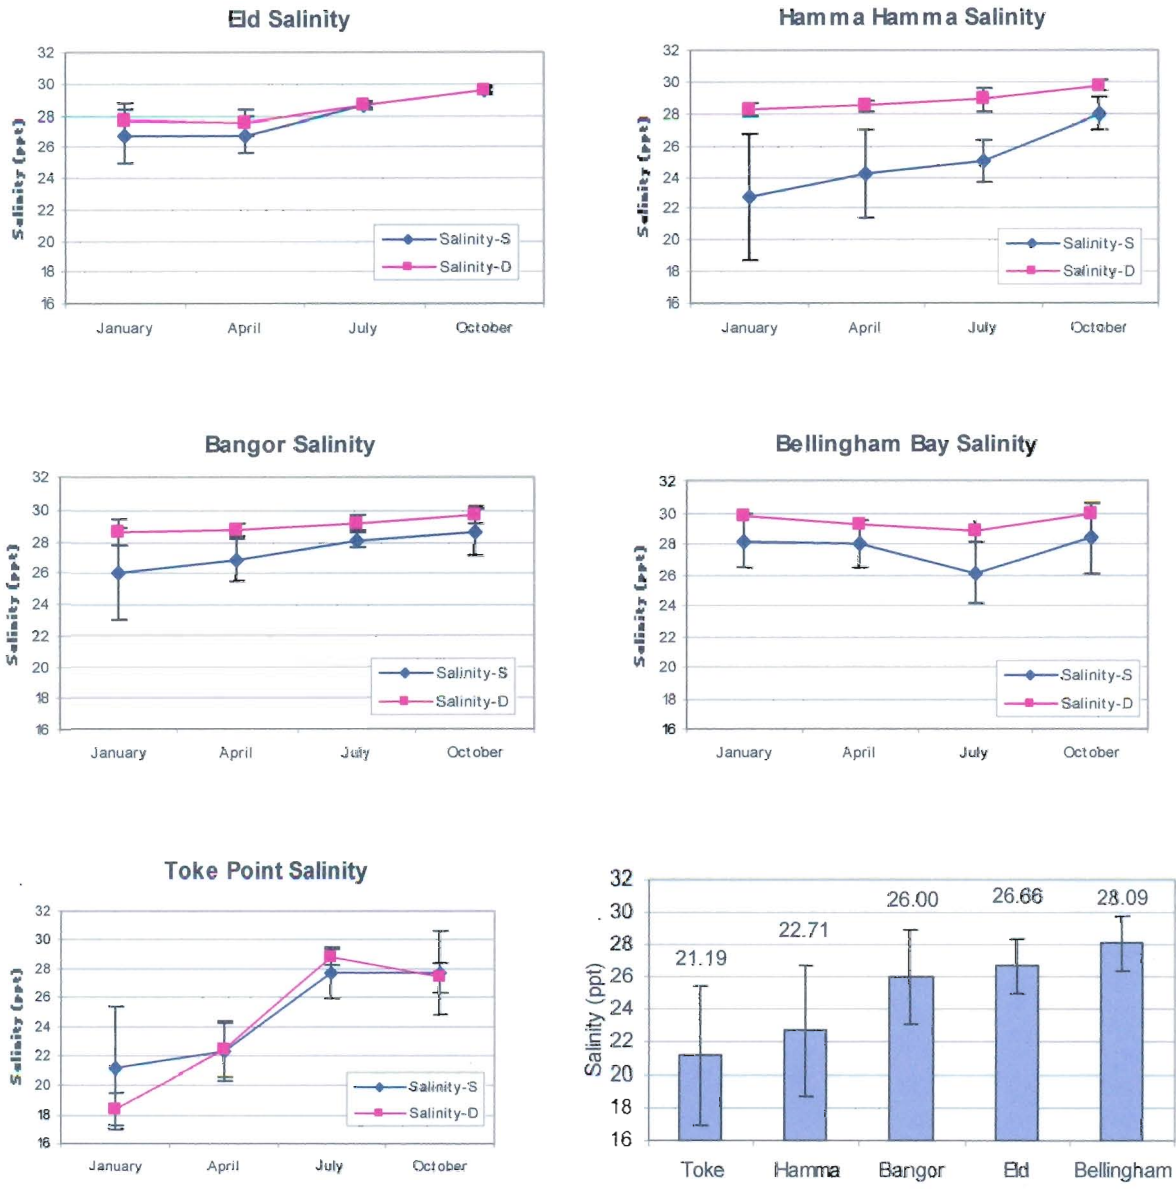 Eld Salinity
32
30
28
26
24
22
20
18
16
Salinity (ppt)
Salinity-S
Salinity-D
January April July October
Hamma Hamma Salinity
32
30
28
26
24
22
20
18
16
Salinity (ppt)
Salinity-S
Salinity-D
January April July October
Bangor Salinity
32
30
28
26
24
22
20
18
16
Salinity (ppt)
Salinity-S
Salinity-D
January April July October
Bellingham Bay Salinity
32
30
28
26
24
22
20
18
16
Salinity (ppt)
Salinity-S
Salinity-D
January April July October
Toke Point Salinity
32
30
28
26
24
22
20
18
16
Salinity (ppt)
Salinity-S
Salinity-D
January April July October
32
30
28
26
24
22
20
18
16
Salinity (ppt)
21.19 22.71 26.00 26.66 28.09
Toke Hamma Bangor Eld Bellingham